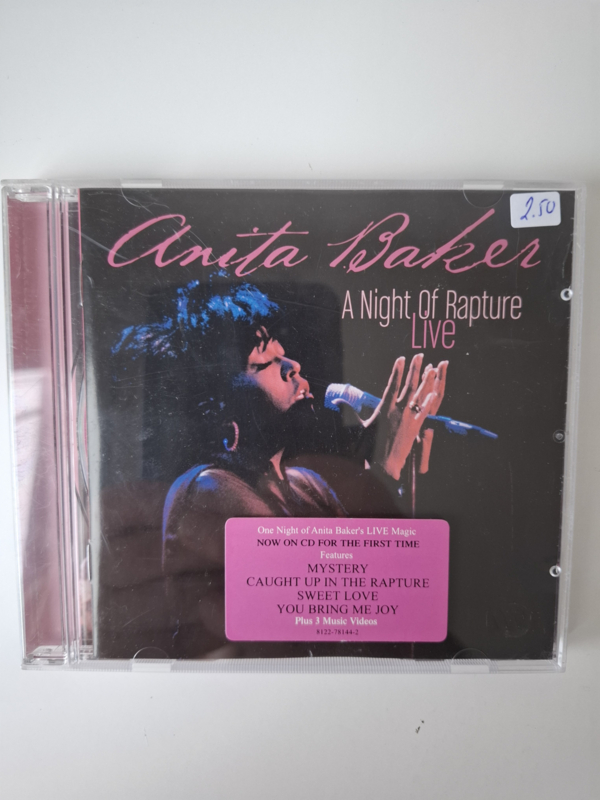 2.50
Anita Baker
A Night Of Rapture
Live
One Night of Anita Baker's LIVE Magic
NOW ON CD FOR THE FIRST TIME
Features
MYSTERY
CAUGHT UP IN THE RAPTURE
SWEET LOVE
YOU BRING ME JOY
Plus 3 Music Videos
8122-78144-2